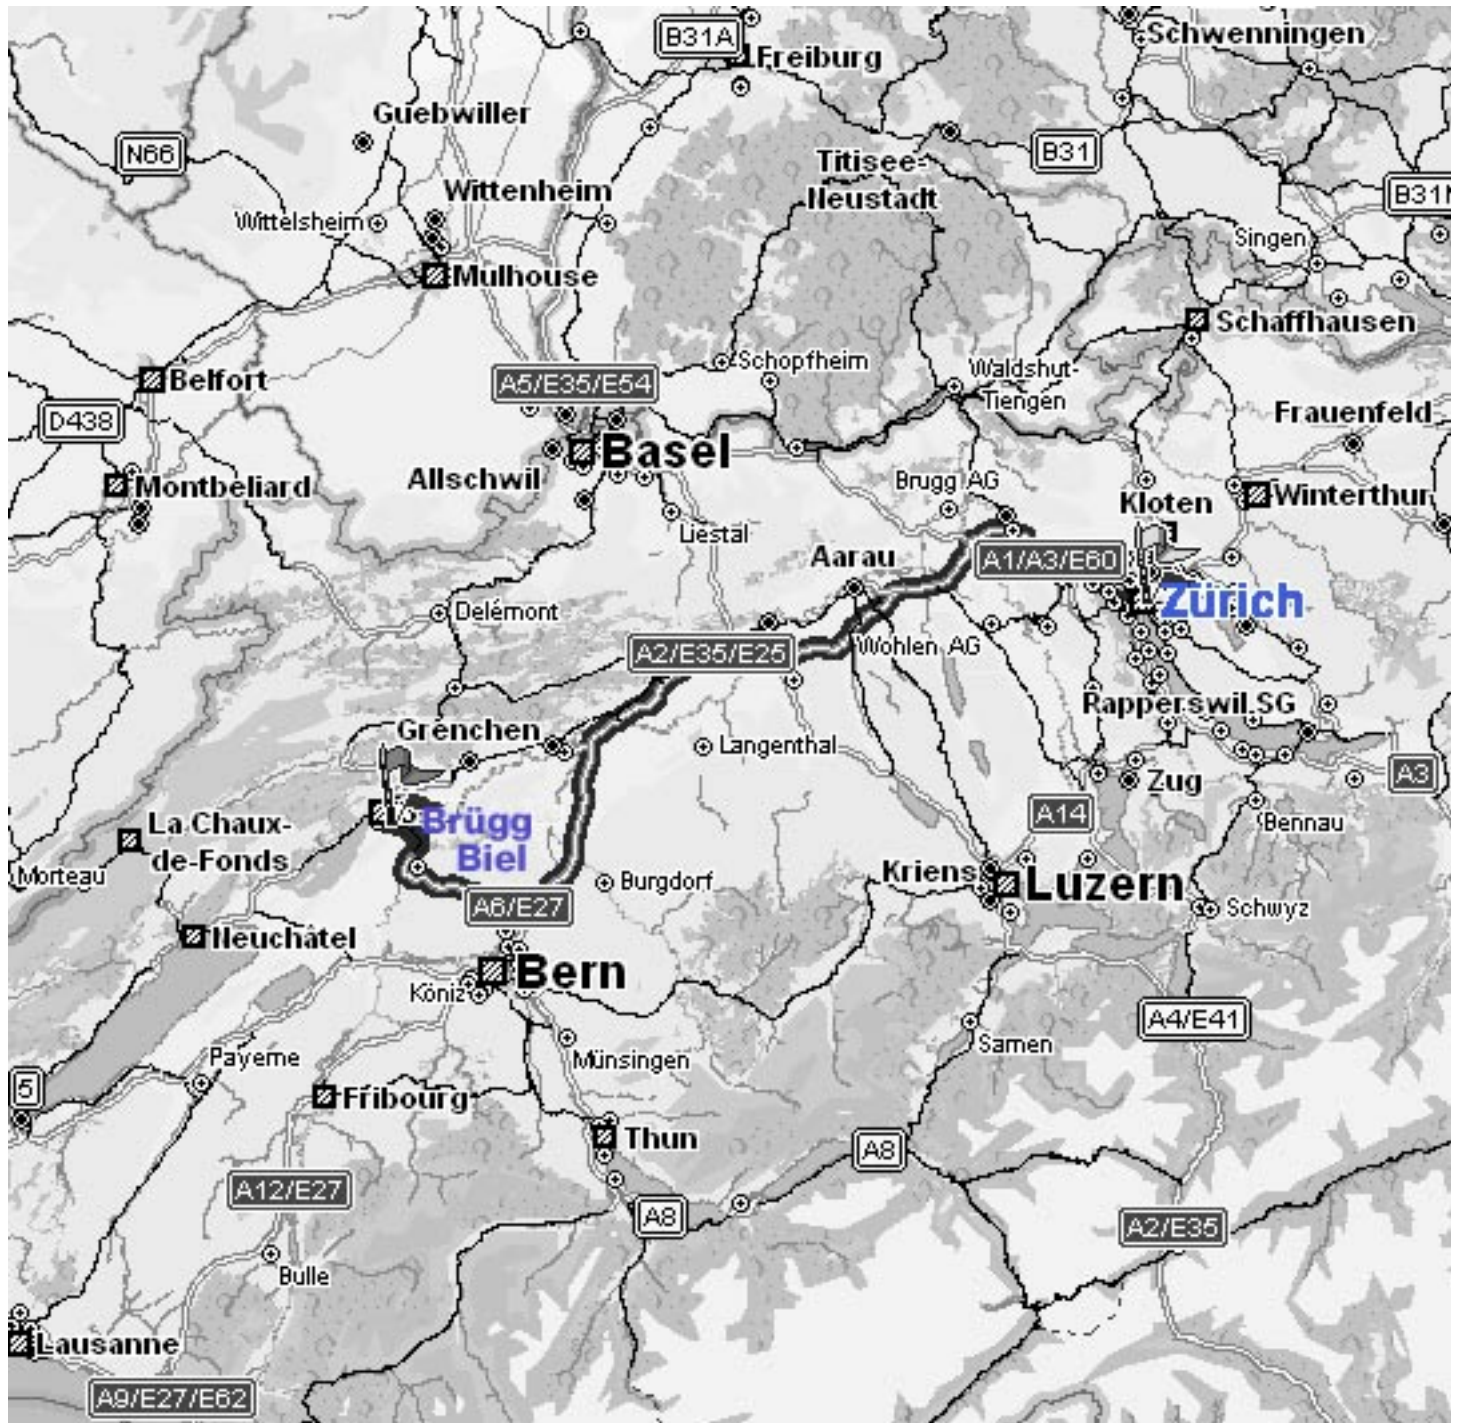 Schwenningen
B31A
Freiburg
Guebwiller
N66
B31
Titisee-
Neustadt
Wittenheim
B31N
Wittelsheim
Singen
Mulhouse
Schaffhausen
Schopfheim
Waldshut-
Tiengen
Belfort
A5/E35/E54
D438
Frauenfeld
Basel
Allschwil
Brugg AG
Montbeliard
Kloten
Winterthur
Liestal
Aarau
A1/A3/E60
Zürich
Delémont
A2/E35/E25
Wohlen AG
Rapperswil SG
Grenchen
Langenthal
A3
Zug
5
Brügg
Biel
A14
La Chaux-
de-Fonds
Bennau
Morteau
Kriens
Luzern
Burgdorf
A6/E27
Schwyz
Neuchâtel
Bern
Köniz
A4/E41
Sarnen
Payerne
Münsingen
5
Fribourg
Thun
A8
A12/E27
A8
A2/E35
Bulle
Lausanne
A9/E27/E62